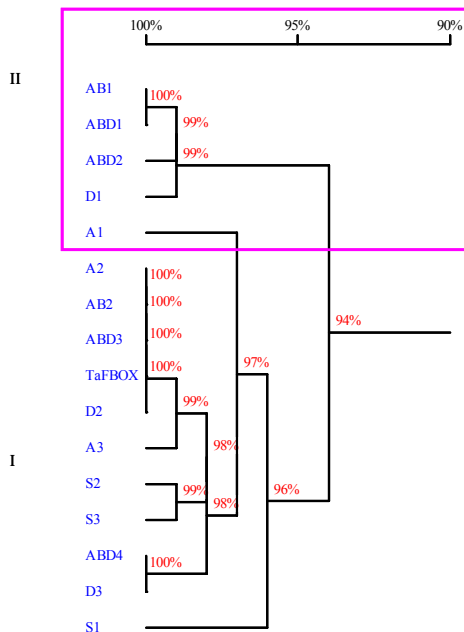 100% 95% 90%
II
AB1
100%
ABD1
99%
ABD2
99%
D1
A1
A2
100%
AB2
100%
ABD3
100%
94%
TaFBOX
100%
97%
D2
99%
A3
98%
I
S2
99%
96%
S3
98%
ABD4
100%
D3
S1